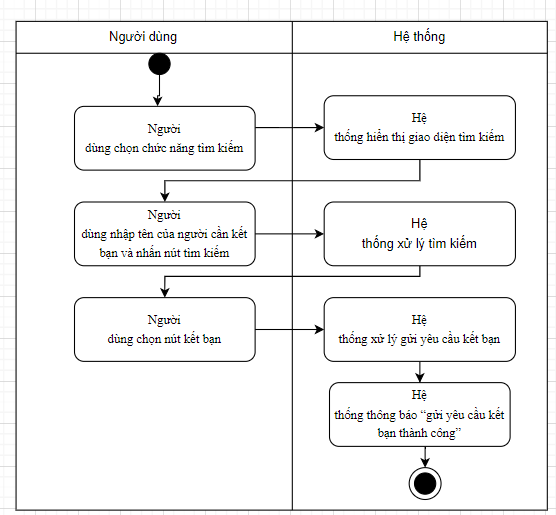 Người dùng
Hệ thống
Người
dùng chọn chức năng tìm kiếm
Hệ
thống hiển thị giao diện tìm kiếm
Người
dùng nhập tên của người cần kết
bạn và nhấn nút tìm kiếm
Hệ
thống xử lý tìm kiếm
Người
dùng chọn nút kết bạn
Hệ
thống xử lý gửi yêu cầu kết bạn
Hệ
thống thông báo “gửi yêu cầu kết
bạn thành công”